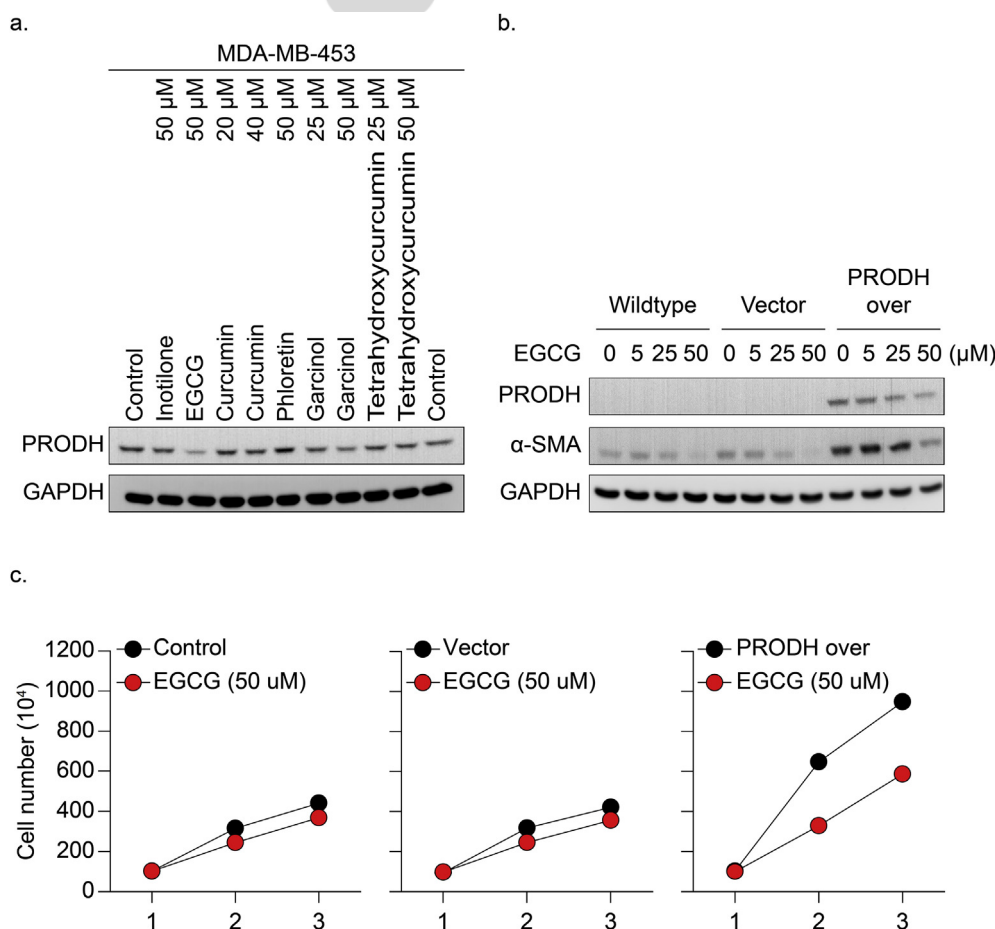 a.
MDA-MB-453
50 µM
50 µM
20 µM
40 µM
50 µM
25 µM
50 µM
Tetrahydroxycurcumin 25 µM
Tetrahydroxycurcumin 50 µM
Control
Inotilone
EGCG
Curcumin
Curcumin
Phloretin
Garcinol
Garcinol
Control
PRODH
GAPDH
b.
PRODH
over
Wildtype Vector
EGCG 0 5 25 50 0 5 25 50 0 5 25 50 (µM)
PRODH
α-SMA
GAPDH
c.
Cell number (10⁴)
1200
1000
800
600
400
200
0
Control
EGCG (50 uM)
1 2 3
Vector
EGCG (50 uM)
1 2 3
PRODH over
EGCG (50 uM)
1 2 3